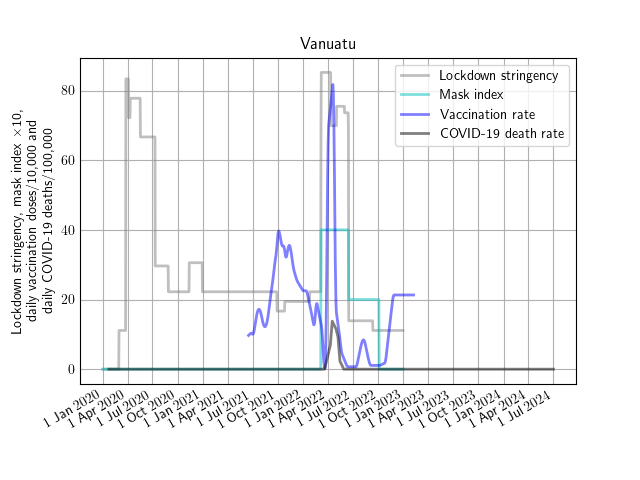 Vanuatu
Lockdown stringency
Mask index
Vaccination rate
COVID-19 death rate
Lockdown stringency, mask index ×10,
daily vaccination doses/10,000 and
daily COVID-19 deaths/100,000
80
60
40
20
0
1 Jan 2020
1 Apr 2020
1 Jul 2020
1 Oct 2020
1 Jan 2021
1 Apr 2021
1 Jul 2021
1 Oct 2021
1 Jan 2022
1 Apr 2022
1 Jul 2022
1 Oct 2022
1 Jan 2023
1 Apr 2023
1 Jul 2023
1 Oct 2023
1 Jan 2024
1 Apr 2024
1 Jul 2024